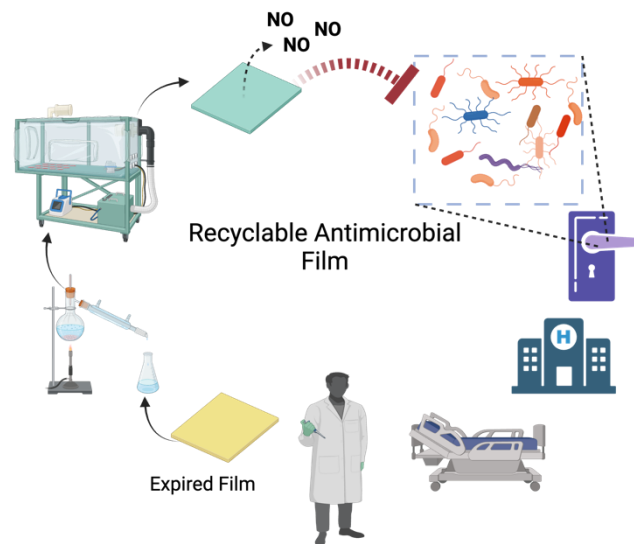 NO
NO
NO
Recyclable Antimicrobial
Film
H
Expired Film